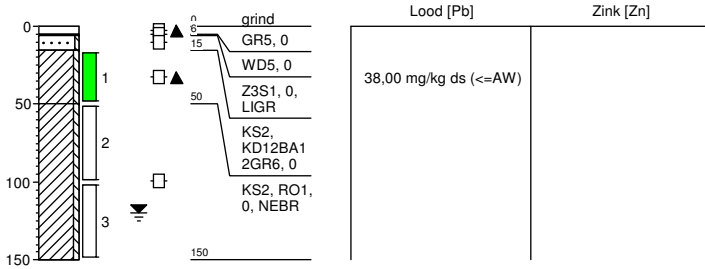 Lood [Pb]
Zink [Zn]
0
50
100
150
1
2
3
0
6
15
50
150
grind
GR5, 0
WD5, 0
Z3S1, 0,
LIGR
KS2,
KD12BA1
2GR6, 0
KS2, RO1,
0, NEBR
38,00 mg/kg ds (<=AW)